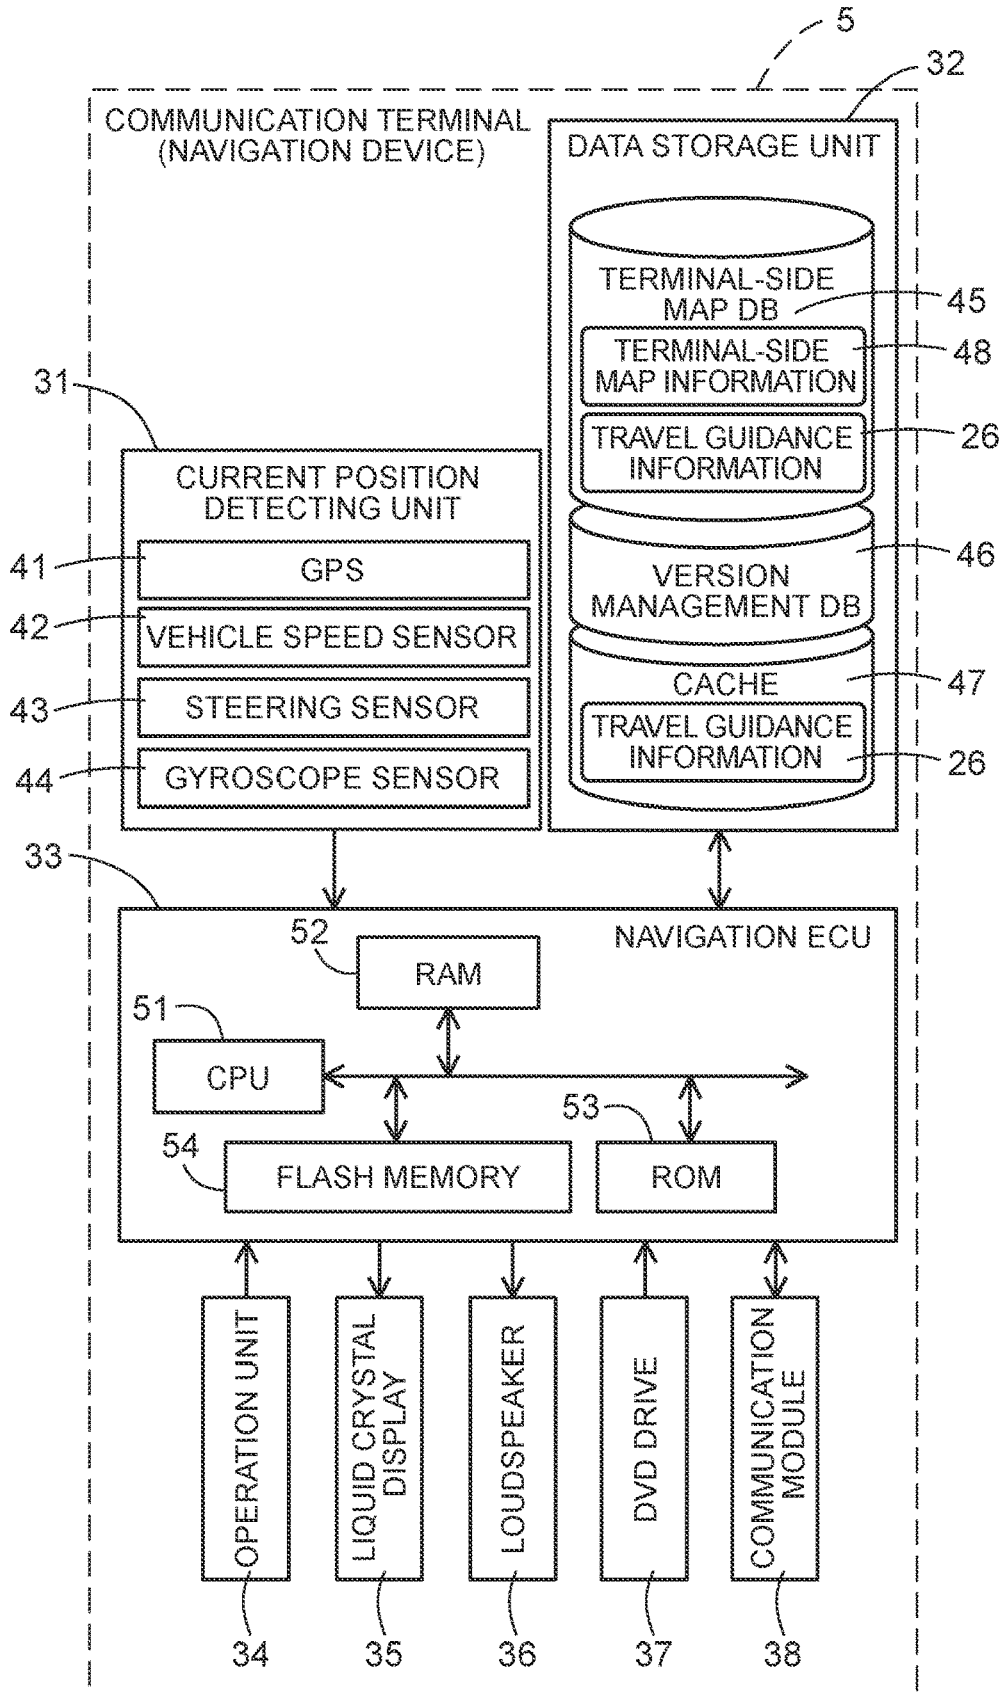 5
32
COMMUNICATION TERMINAL
(NAVIGATION DEVICE)
DATA STORAGE UNIT
TERMINAL-SIDE
MAP DB
45
TERMINAL-SIDE
MAP INFORMATION
48
TRAVEL GUIDANCE
INFORMATION
26
VERSION
MANAGEMENT DB
46
CACHE
47
TRAVEL GUIDANCE
INFORMATION
26
31
CURRENT POSITION
DETECTING UNIT
41
GPS
42
VEHICLE SPEED SENSOR
43
STEERING SENSOR
44
GYROSCOPE SENSOR
33
NAVIGATION ECU
52
RAM
51
CPU
53
54
FLASH MEMORY
ROM
OPERATION UNIT
LIQUID CRYSTAL
DISPLAY
LOUDSPEAKER
DVD DRIVE
COMMUNICATION
MODULE
34
35
36
37
38